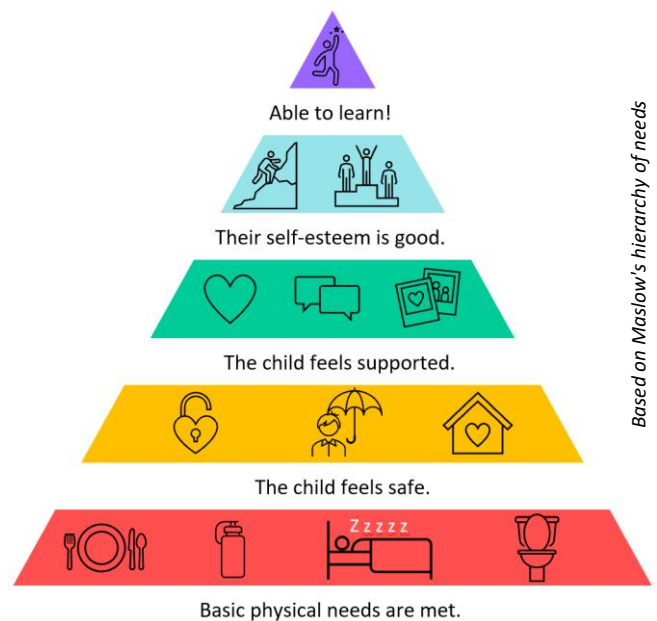 Able to learn!
Their self-esteem is good.
The child feels supported.
The child feels safe.
Z z z z z
Basic physical needs are met.
Based on Maslow's hierarchy of needs